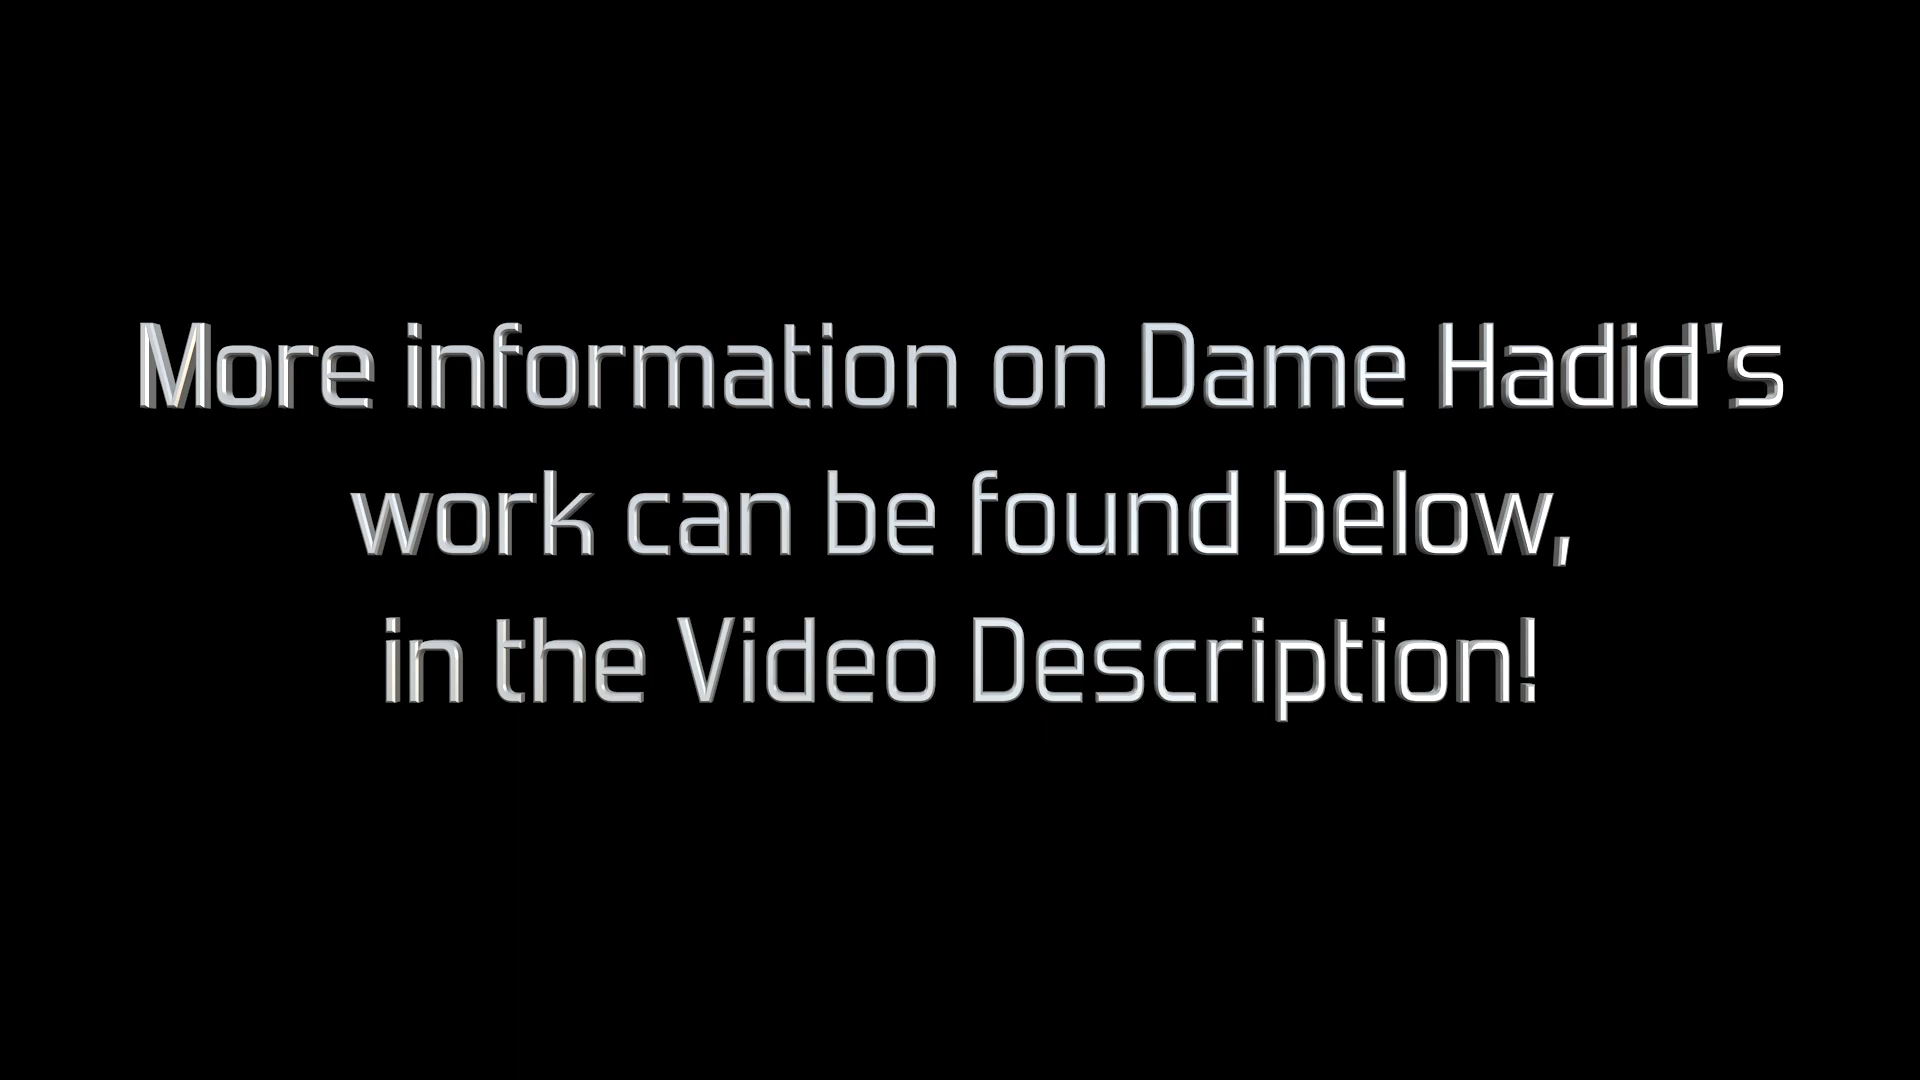 More information on Dame Hadid's
work can be found below,
in the Video Description!